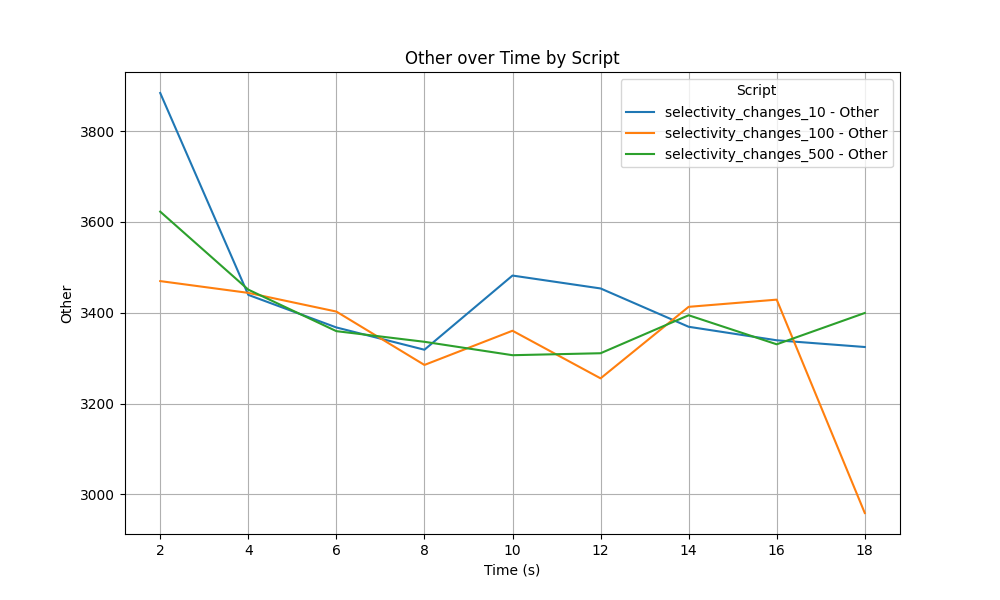 Other over Time by Script
Script
selectivity_changes_10 - Other
selectivity_changes_100 - Other
selectivity_changes_500 - Other
Other
3800
3600
3400
3200
3000
2 4 6 8 10 12 14 16 18
Time (s)